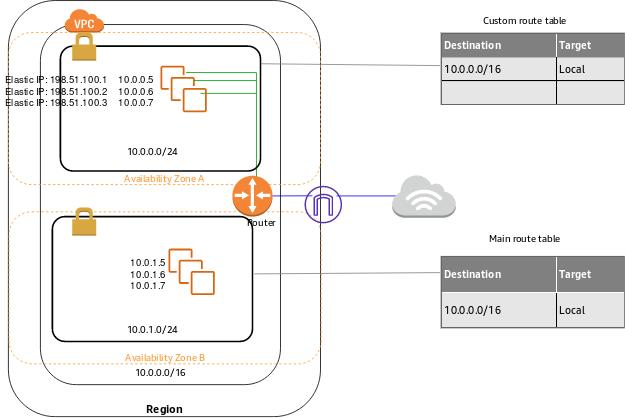 VPC
Custom route table
Destination Target
10.0.0.0/16 Local
Elastic IP: 198.51.100.1 10.0.0.5
Elastic IP: 198.51.100.2 10.0.0.6
Elastic IP: 198.51.100.3 10.0.0.7
10.0.0.0/24
Availability Zone A
Router
Main route table
Destination Target
10.0.0.0/16 Local
10.0.1.5
10.0.1.6
10.0.1.7
10.0.1.0/24
Availability Zone B
10.0.0.0/16
Region